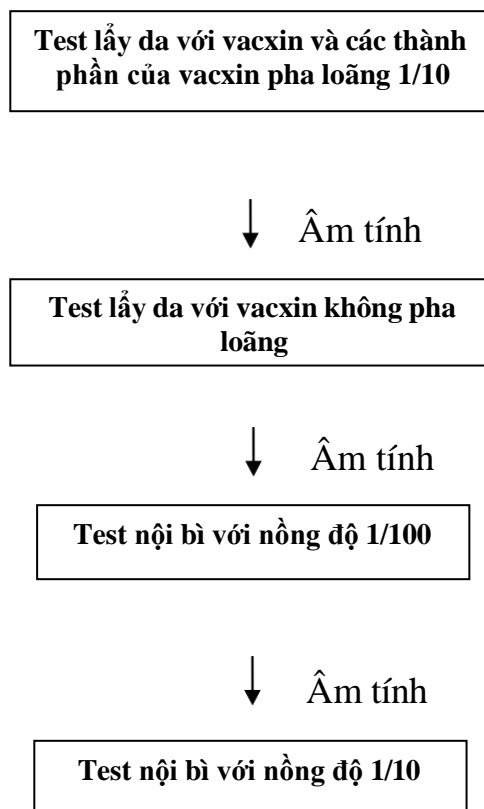 Test lẩy da với vacxin và các thành
phần của vacxin pha loãng 1/10
Âm tính
Test lẩy da với vacxin không pha
loãng
Âm tính
Test nội bì với nồng độ 1/100
Âm tính
Test nội bì với nồng độ 1/10